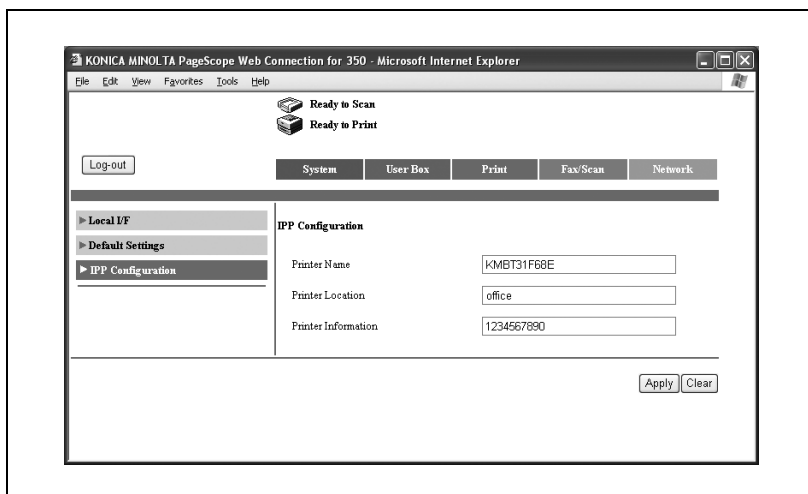 KONICA MINOLTA PageScope Web Connection for 350 - Microsoft Internet Explorer
File Edit View Favorites Tools Help
Ready to Scan
Ready to Print
Log-out
System User Box Print Fax/Scan Network
Local I/F
Default Settings
IPP Configuration
IPP Configuration
Printer Name KMBT31F68E
Printer Location office
Printer Information 1234567890
Apply Clear